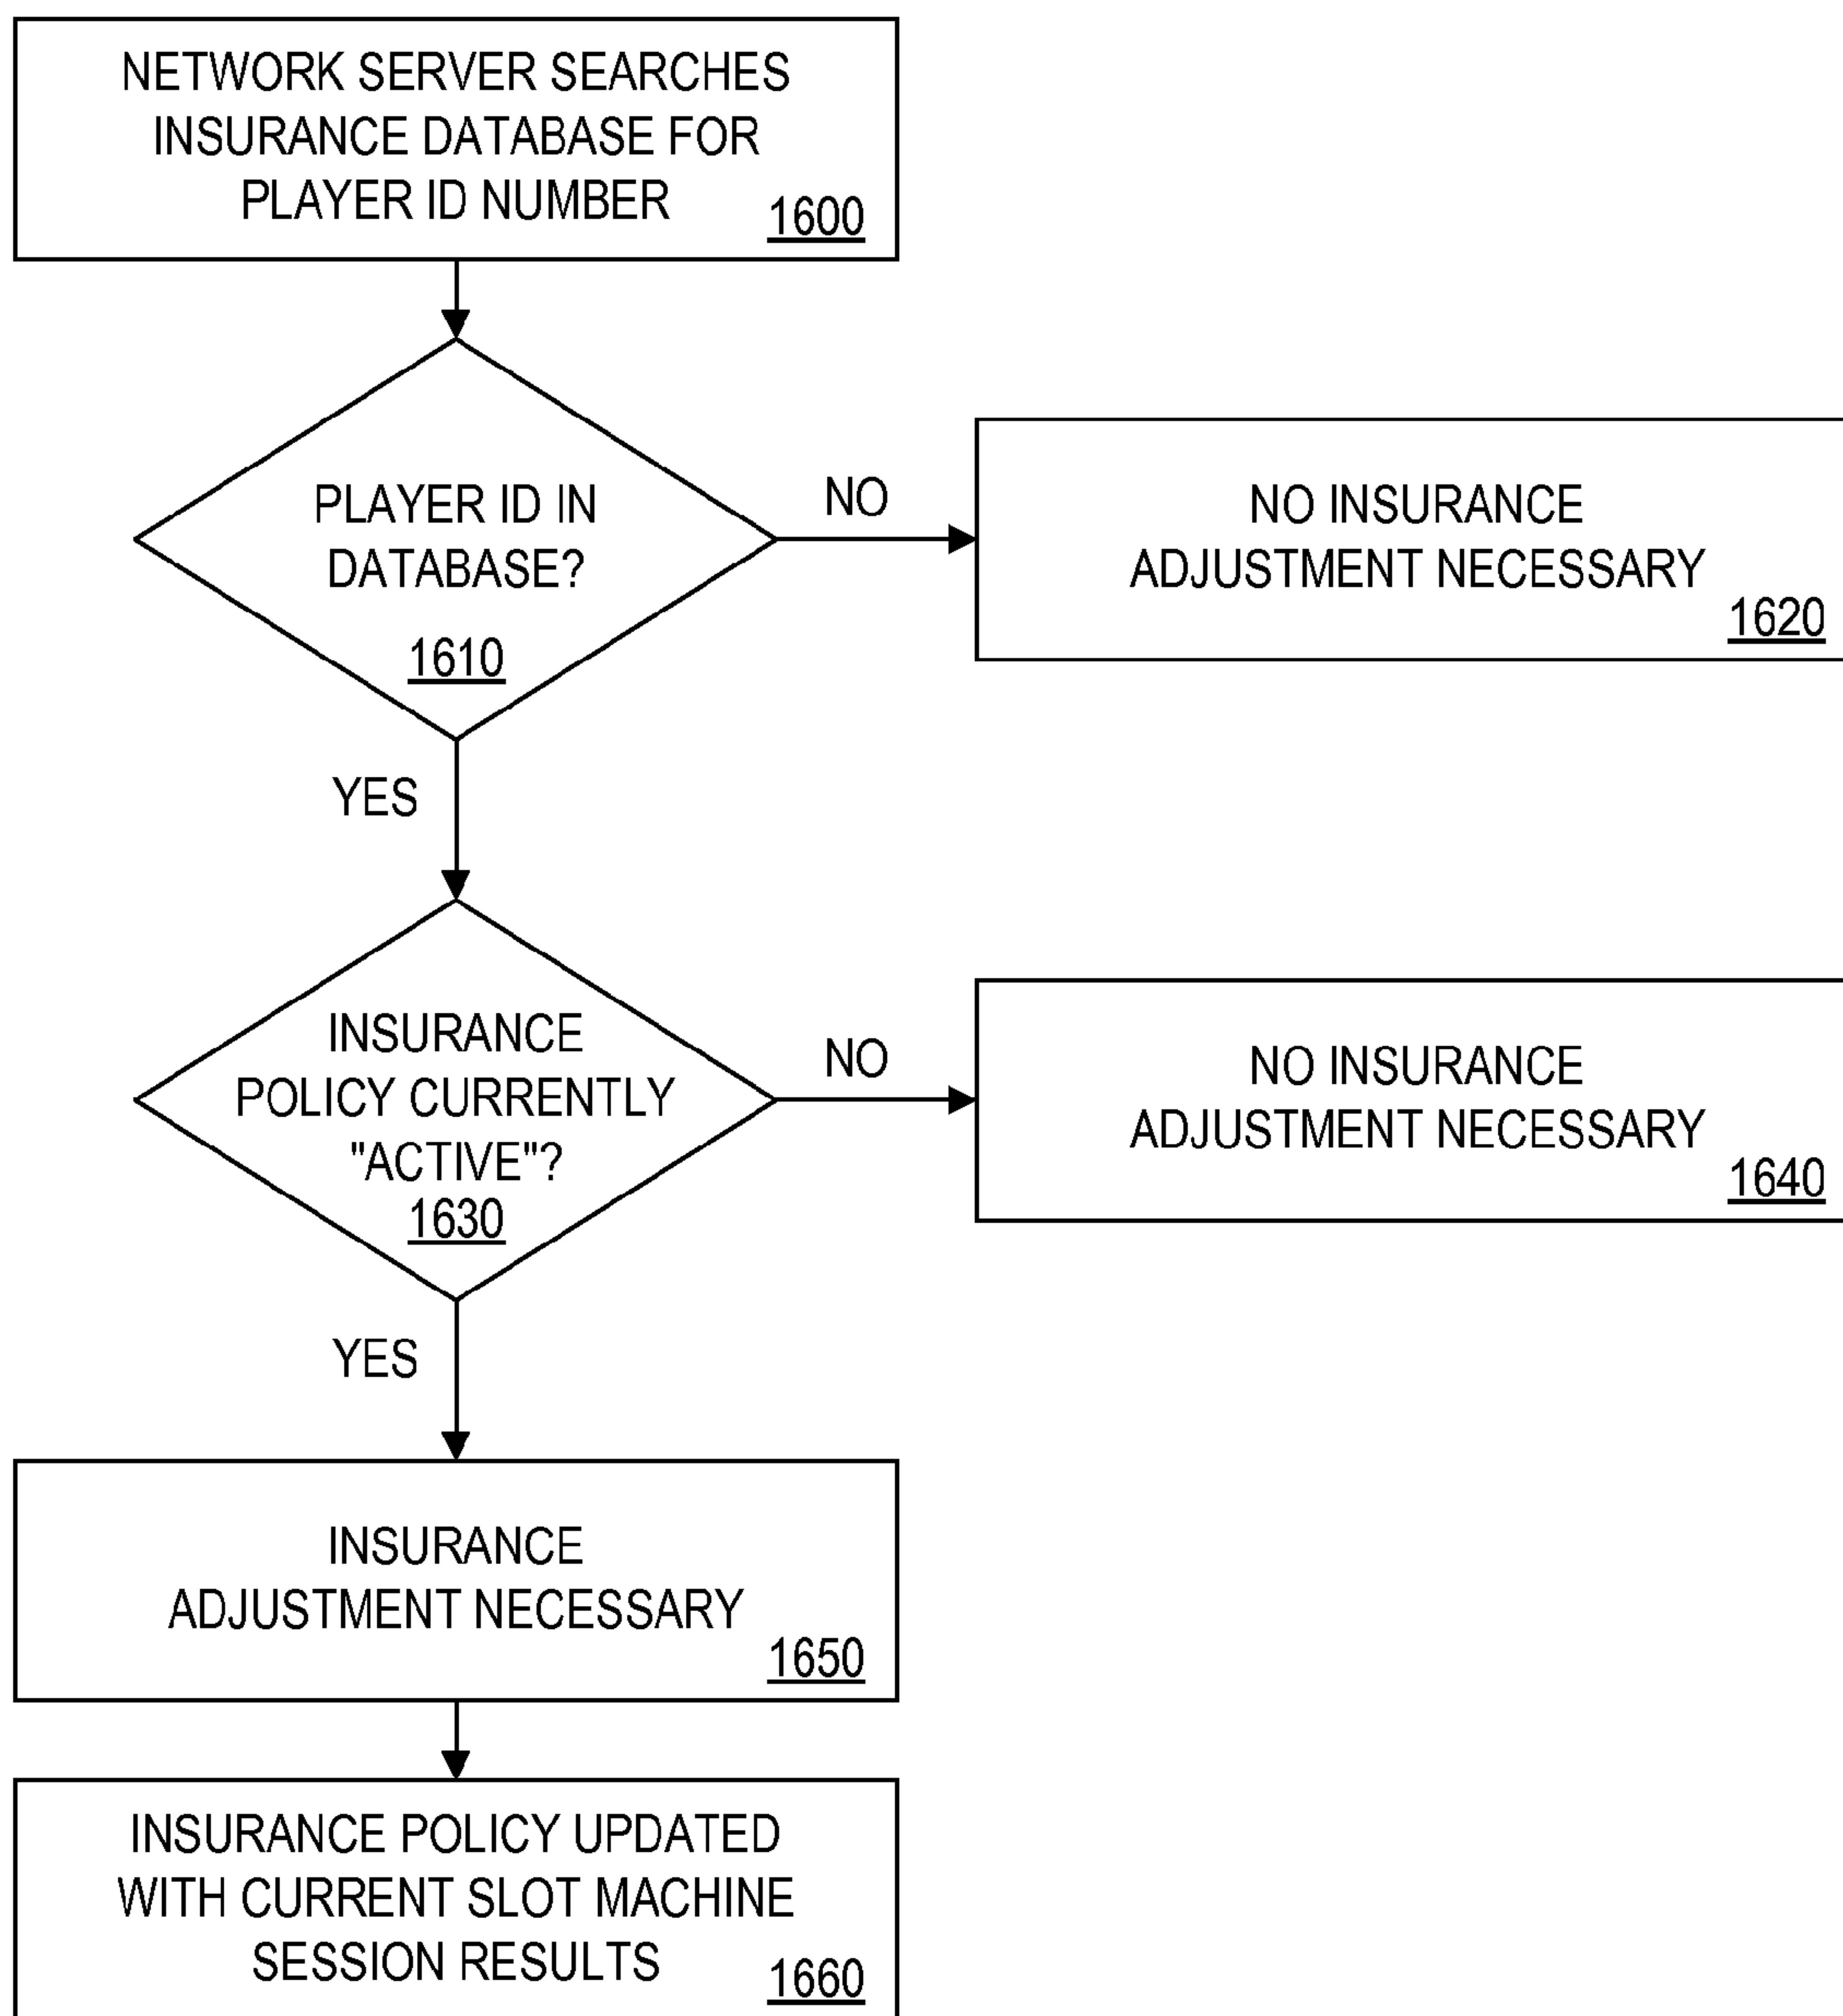 NETWORK SERVER SEARCHES
INSURANCE DATABASE FOR
PLAYER ID NUMBER
1600
PLAYER ID IN
DATABASE?
1610
NO
NO INSURANCE
ADJUSTMENT NECESSARY
1620
YES
INSURANCE
POLICY CURRENTLY
"ACTIVE"?
1630
NO
NO INSURANCE
ADJUSTMENT NECESSARY
1640
YES
INSURANCE
ADJUSTMENT NECESSARY
1650
INSURANCE POLICY UPDATED
WITH CURRENT SLOT MACHINE
SESSION RESULTS
1660